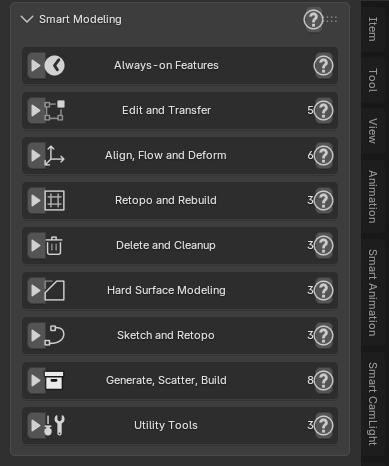 Smart Modeling ?
Always-on Features ?
Edit and Transfer 5 ?
Align, Flow and Deform 6 ?
Retopo and Rebuild 3 ?
Delete and Cleanup 3 ?
Hard Surface Modeling 3 ?
Sketch and Retopo 3 ?
Generate, Scatter, Build 8 ?
Utility Tools 3 ?
Item
Tool
View
Animation
Smart Animation
Smart CamLight